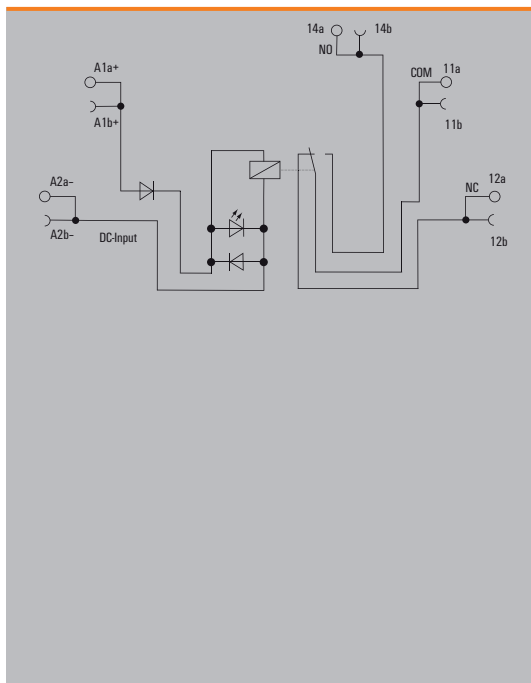 14a 14b
NO
A1a+
COM 11a
A1b+
11b
A2a–
12a
NC
A2b–
DC-Input
12b